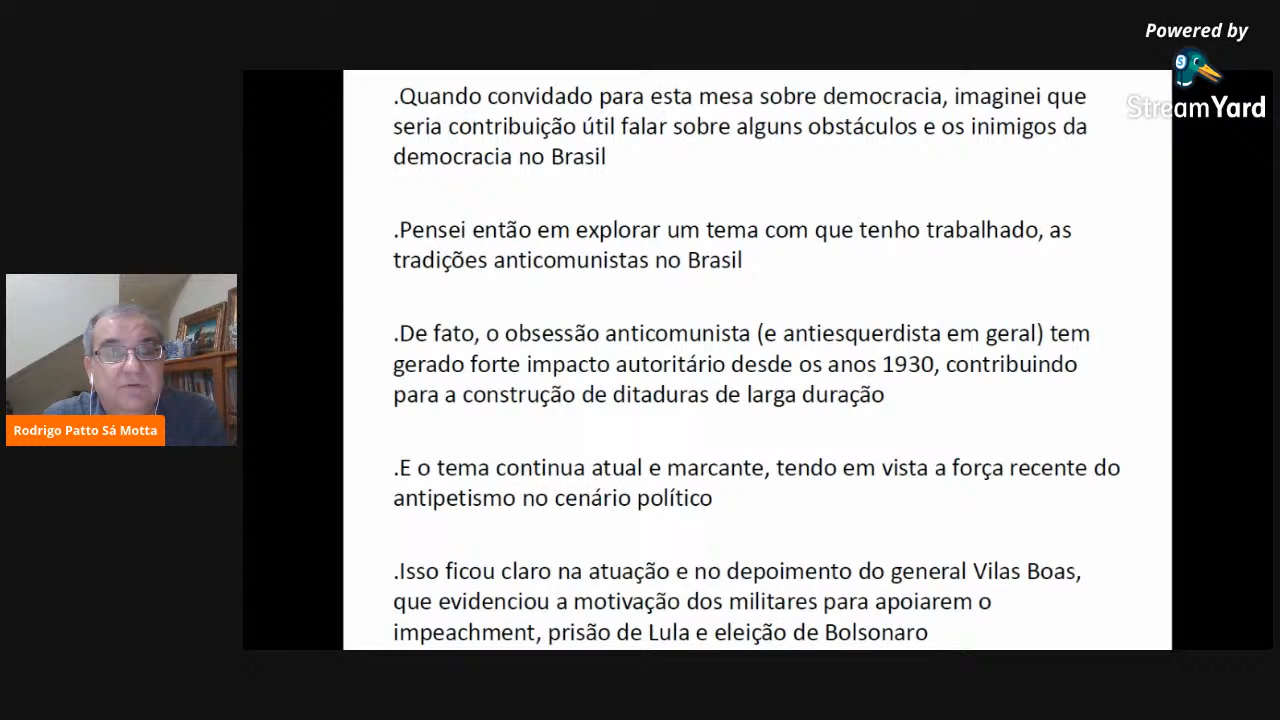 Powered by
StreamYard
.Quando convidado para esta mesa sobre democracia, imaginei que
seria contribuição útil falar sobre alguns obstáculos e os inimigos da
democracia no Brasil
.Pensei então em explorar um tema com que tenho trabalhado, as
tradições anticomunistas no Brasil
.De fato, o obsessão anticomunista (e antiesquerdista em geral) tem
gerado forte impacto autoritário desde os anos 1930, contribuindo
para a construção de ditaduras de larga duração
.E o tema continua atual e marcante, tendo em vista a força recente do
antipetismo no cenário político
.Isso ficou claro na atuação e no depoimento do general Vilas Boas,
que evidenciou a motivação dos militares para apoiarem o
impeachment, prisão de Lula e eleição de Bolsonaro
Rodrigo Patto Sá Motta